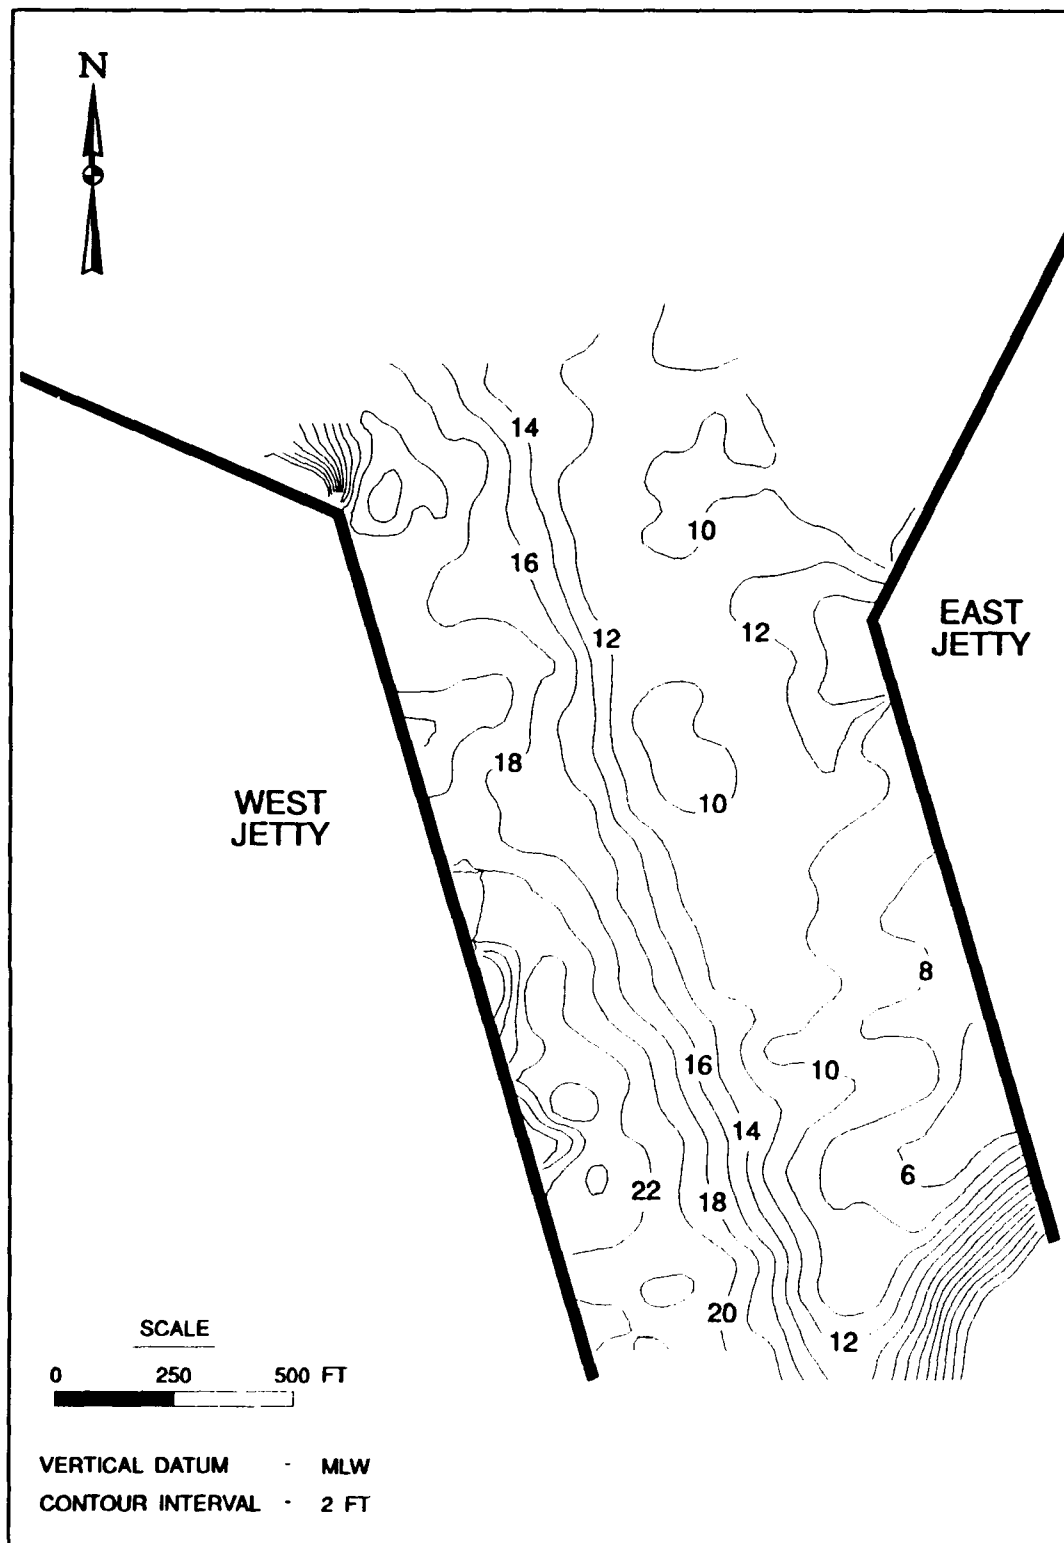 N
14
10
16
EAST
JETTY
12
12
18
10
WEST
JETTY
8
16
10
14
6
22
18
20
12
SCALE
0 250 500 FT
VERTICAL DATUM - MLW
CONTOUR INTERVAL - 2 FT